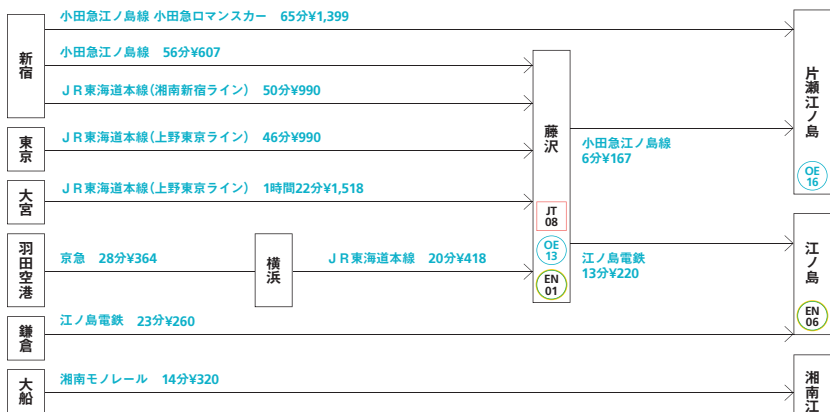 小田急江ノ島線 小田急ロマンスカー 65分¥1,399
新宿
小田急江ノ島線 56分¥607
ＪＲ東海道本線(湘南新宿ライン) 50分¥990
東京
ＪＲ東海道本線(上野東京ライン) 46分¥990
大宮
ＪＲ東海道本線(上野東京ライン) 1時間22分¥1,518
羽田空港
京急 28分¥364
横浜
ＪＲ東海道本線 20分¥418
藤沢
JT
08
OE
13
EN
01
小田急江ノ島線
6分¥167
江ノ島電鉄
13分¥220
片瀬江ノ島
OE
16
江ノ島
EN
06
鎌倉
江ノ島電鉄 23分¥260
大船
湘南モノレール 14分¥320
湘南江